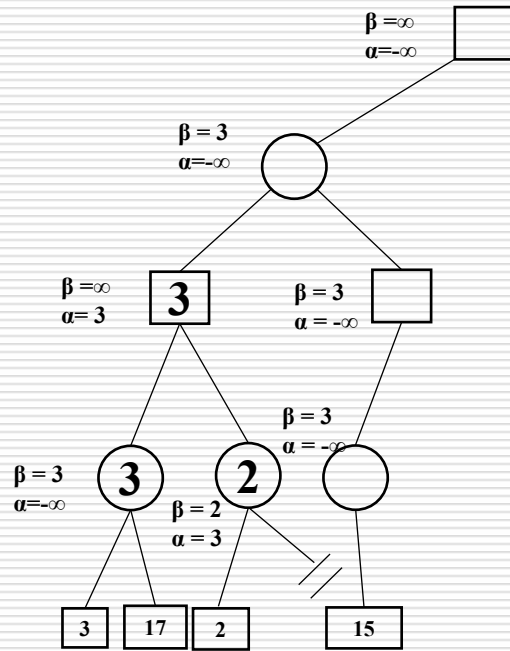 β =∞
α=-∞
β = 3
α=-∞
β =∞
α= 3
3
β = 3
α = -∞
β = 3
α = -∞
β = 3
α=-∞
3
2
β = 2
α = 3
3
17
2
15